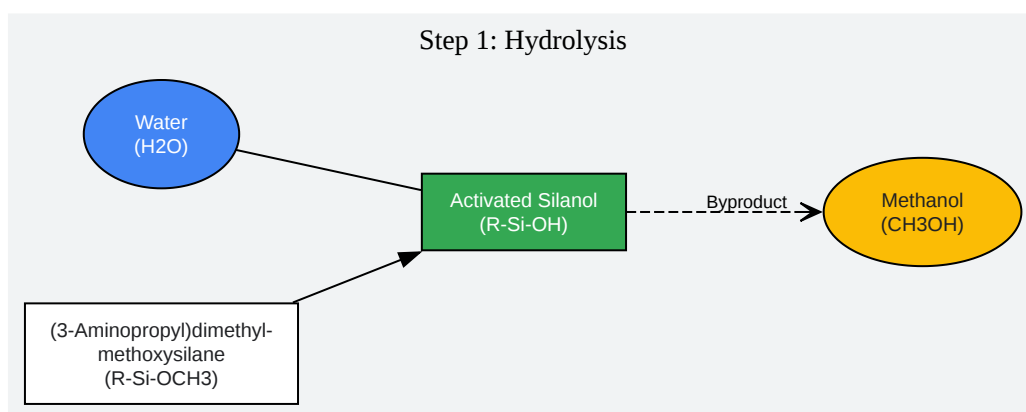 Step 1: Hydrolysis
Water
(H2O)
Activated Silanol
(R-Si-OH)
Byproduct
Methanol
(CH3OH)
(3-Aminopropyl)dimethyl-
methoxysilane
(R-Si-OCH3)